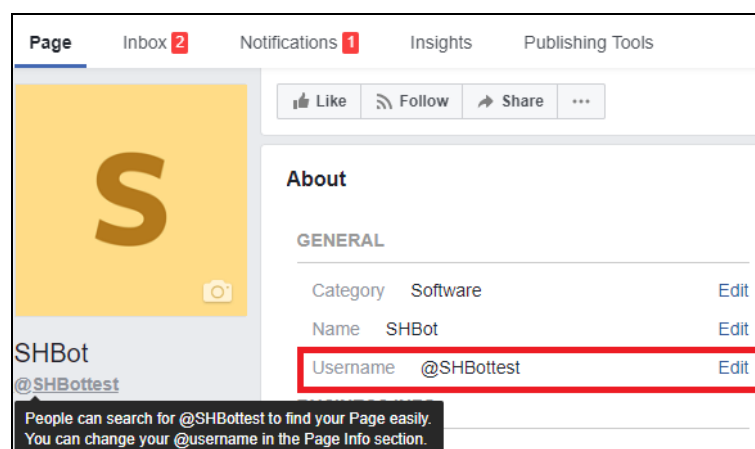 Page Inbox 2 Notifications 1 Insights Publishing Tools
Like Follow Share ...
S
About
GENERAL
Category Software Edit
Name SHBot Edit
Username @SHBottest Edit
SHBot
@SHBottest
People can search for @SHBottest to find your Page easily.
You can change your @username in the Page Info section.